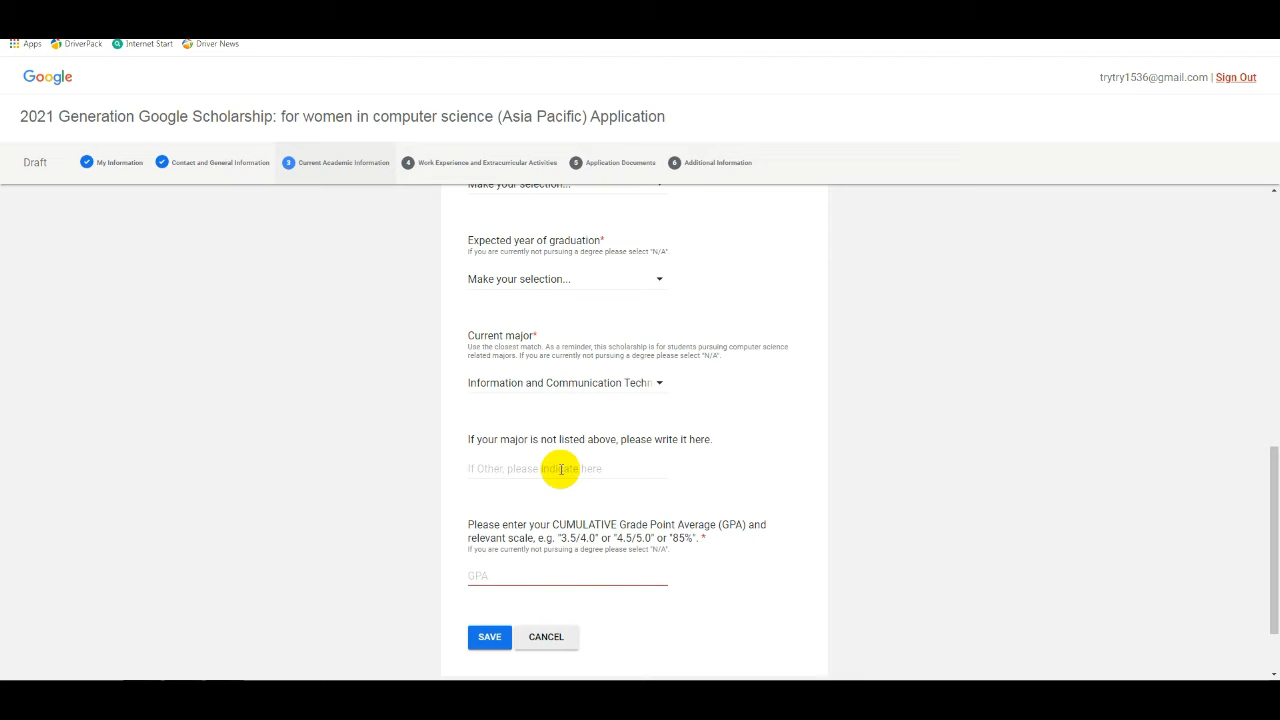 Apps DriverPack Internet Start Driver News
Google
trytry1536@gmail.com | Sign Out
2021 Generation Google Scholarship: for women in computer science (Asia Pacific) Application
Draft
My Information
Contact and General Information
3 Current Academic Information
4 Work Experience and Extracurricular Activities
5 Application Documents
6 Additional Information
Make your selection...
Expected year of graduation*
If you are currently not pursuing a degree please select "N/A".
Make your selection...
Current major*
Use the closest match. As a reminder, this scholarship is for students pursuing computer science
related majors. If you are currently not pursuing a degree please select "N/A".
Information and Communication Techn
If your major is not listed above, please write it here.
If Other, please indicate here
Please enter your CUMULATIVE Grade Point Average (GPA) and
relevant scale, e.g. "3.5/4.0" or "4.5/5.0" or "85%". *
If you are currently not pursuing a degree please select "N/A".
GPA
SAVE CANCEL